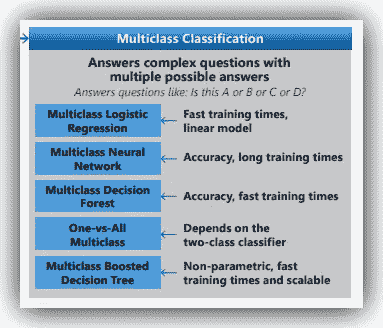 Multiclass Classification
Answers complex questions with
multiple possible answers
Answers questions like: Is this A or B or C or D?
Multiclass Logistic
Regression
Fast training times,
linear model
Multiclass Neural
Network
Accuracy, long training times
Multiclass Decision
Forest
Accuracy, fast training times
One-vs-All
Multiclass
Depends on the
two-class classifier
Multiclass Boosted
Decision Tree
Non-parametric, fast
training times and scalable